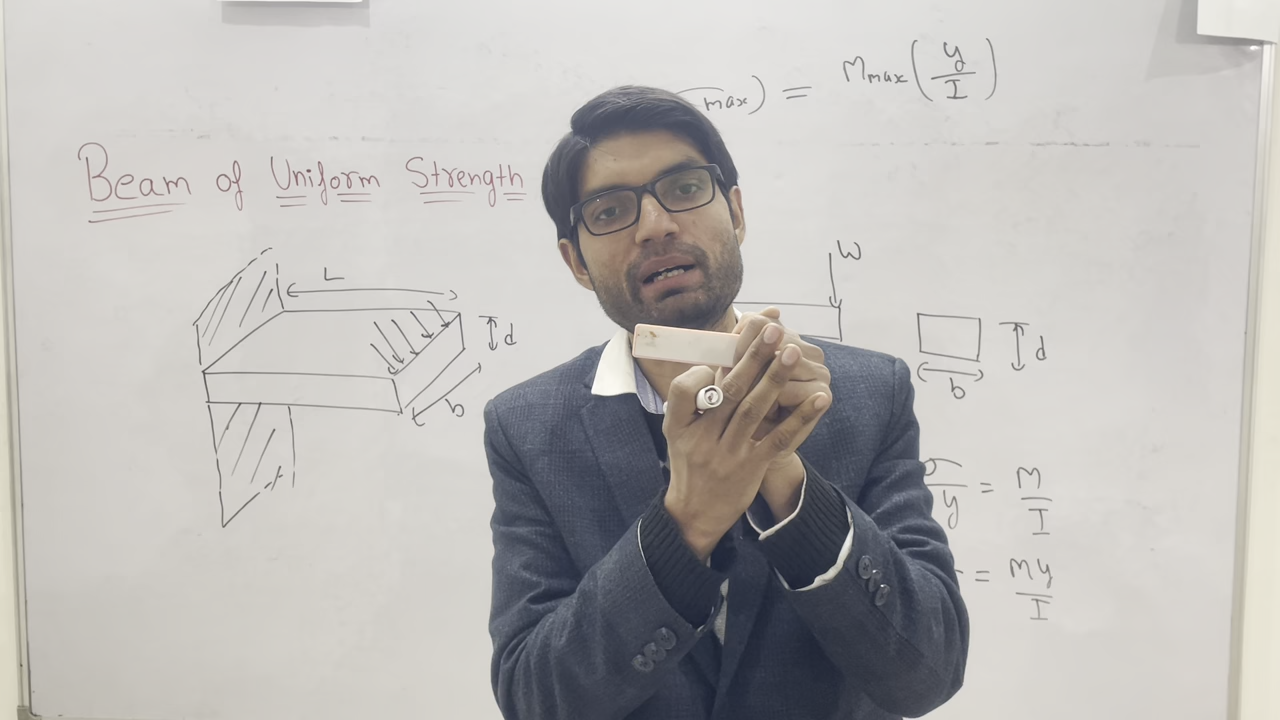 max) = Mmax(y/I)
Beam of Uniform Strength
L
d
b
W
d
b
σ/y = M/I
= My/I